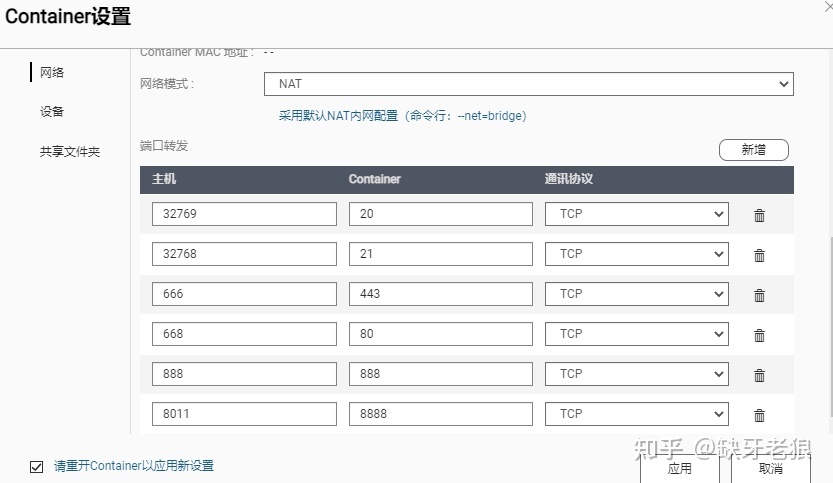 Container设置
网络
设备
共享文件夹
Container MAC 地址： --
网络模式： NAT
采用默认NAT内网配置（命令行：--net=bridge）
端口转发
新增
主机 Container 通讯协议
32769 20 TCP
32768 21 TCP
666 443 TCP
668 80 TCP
888 888 TCP
8011 8888 TCP
知乎 @缺牙老狼
请重开Container以应用新设置
应用 取消